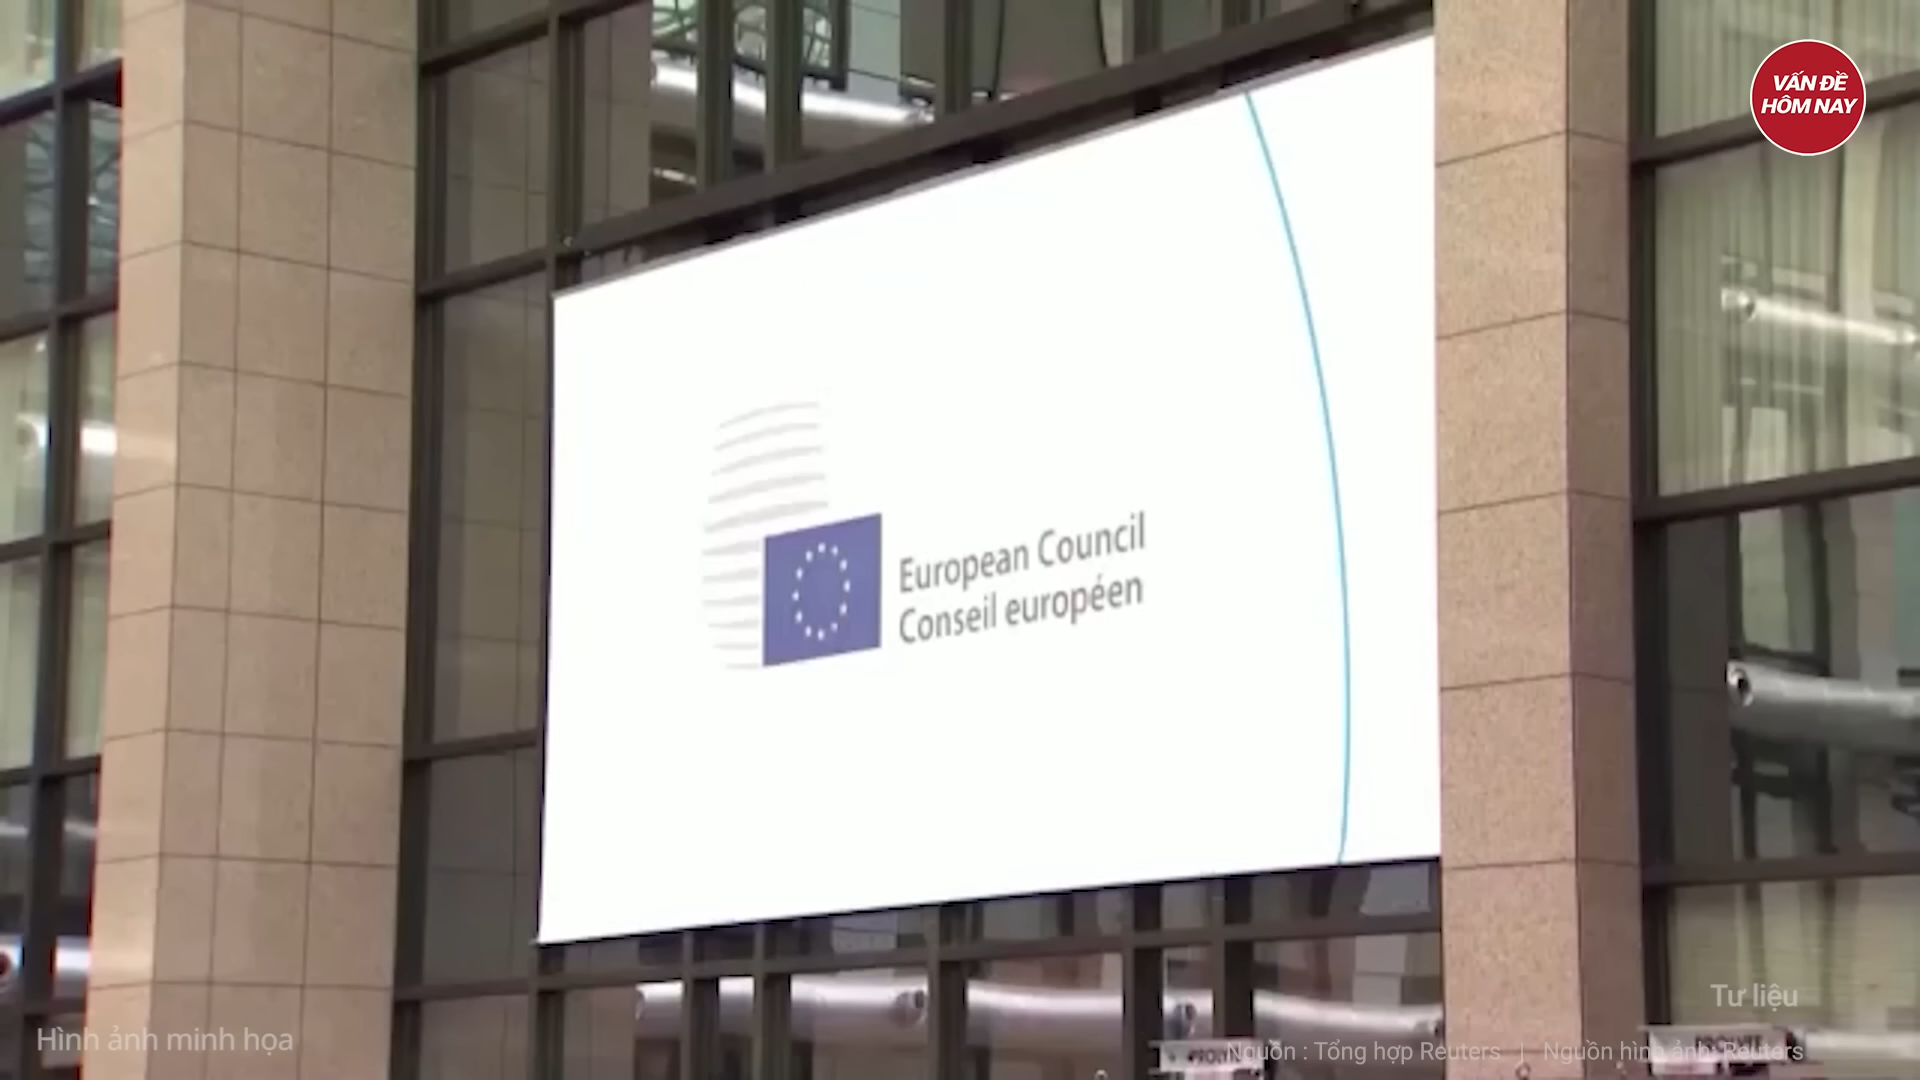 VẤN ĐỀ
HÔM NAY
European Council
Conseil européen
Tư liệu
Hình ảnh minh họa
Nguồn : Tổng hợp Reuters | Nguồn hình ảnh: Reuters